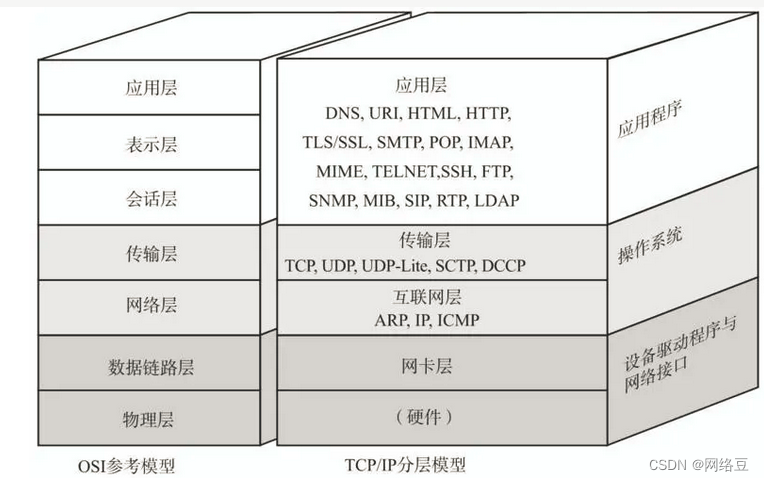 应用层
表示层
会话层
传输层
网络层
数据链路层
物理层
OSI参考模型
应用层
DNS, URI, HTML, HTTP,
TLS/SSL, SMTP, POP, IMAP,
MIME, TELNET,SSH, FTP,
SNMP, MIB, SIP, RTP, LDAP
传输层
TCP, UDP, UDP-Lite, SCTP, DCCP
互联网层
ARP, IP, ICMP
网卡层
（硬件）
TCP/IP分层模型
应用程序
操作系统
设备驱动程序与
网络接口
CSDN @网络豆